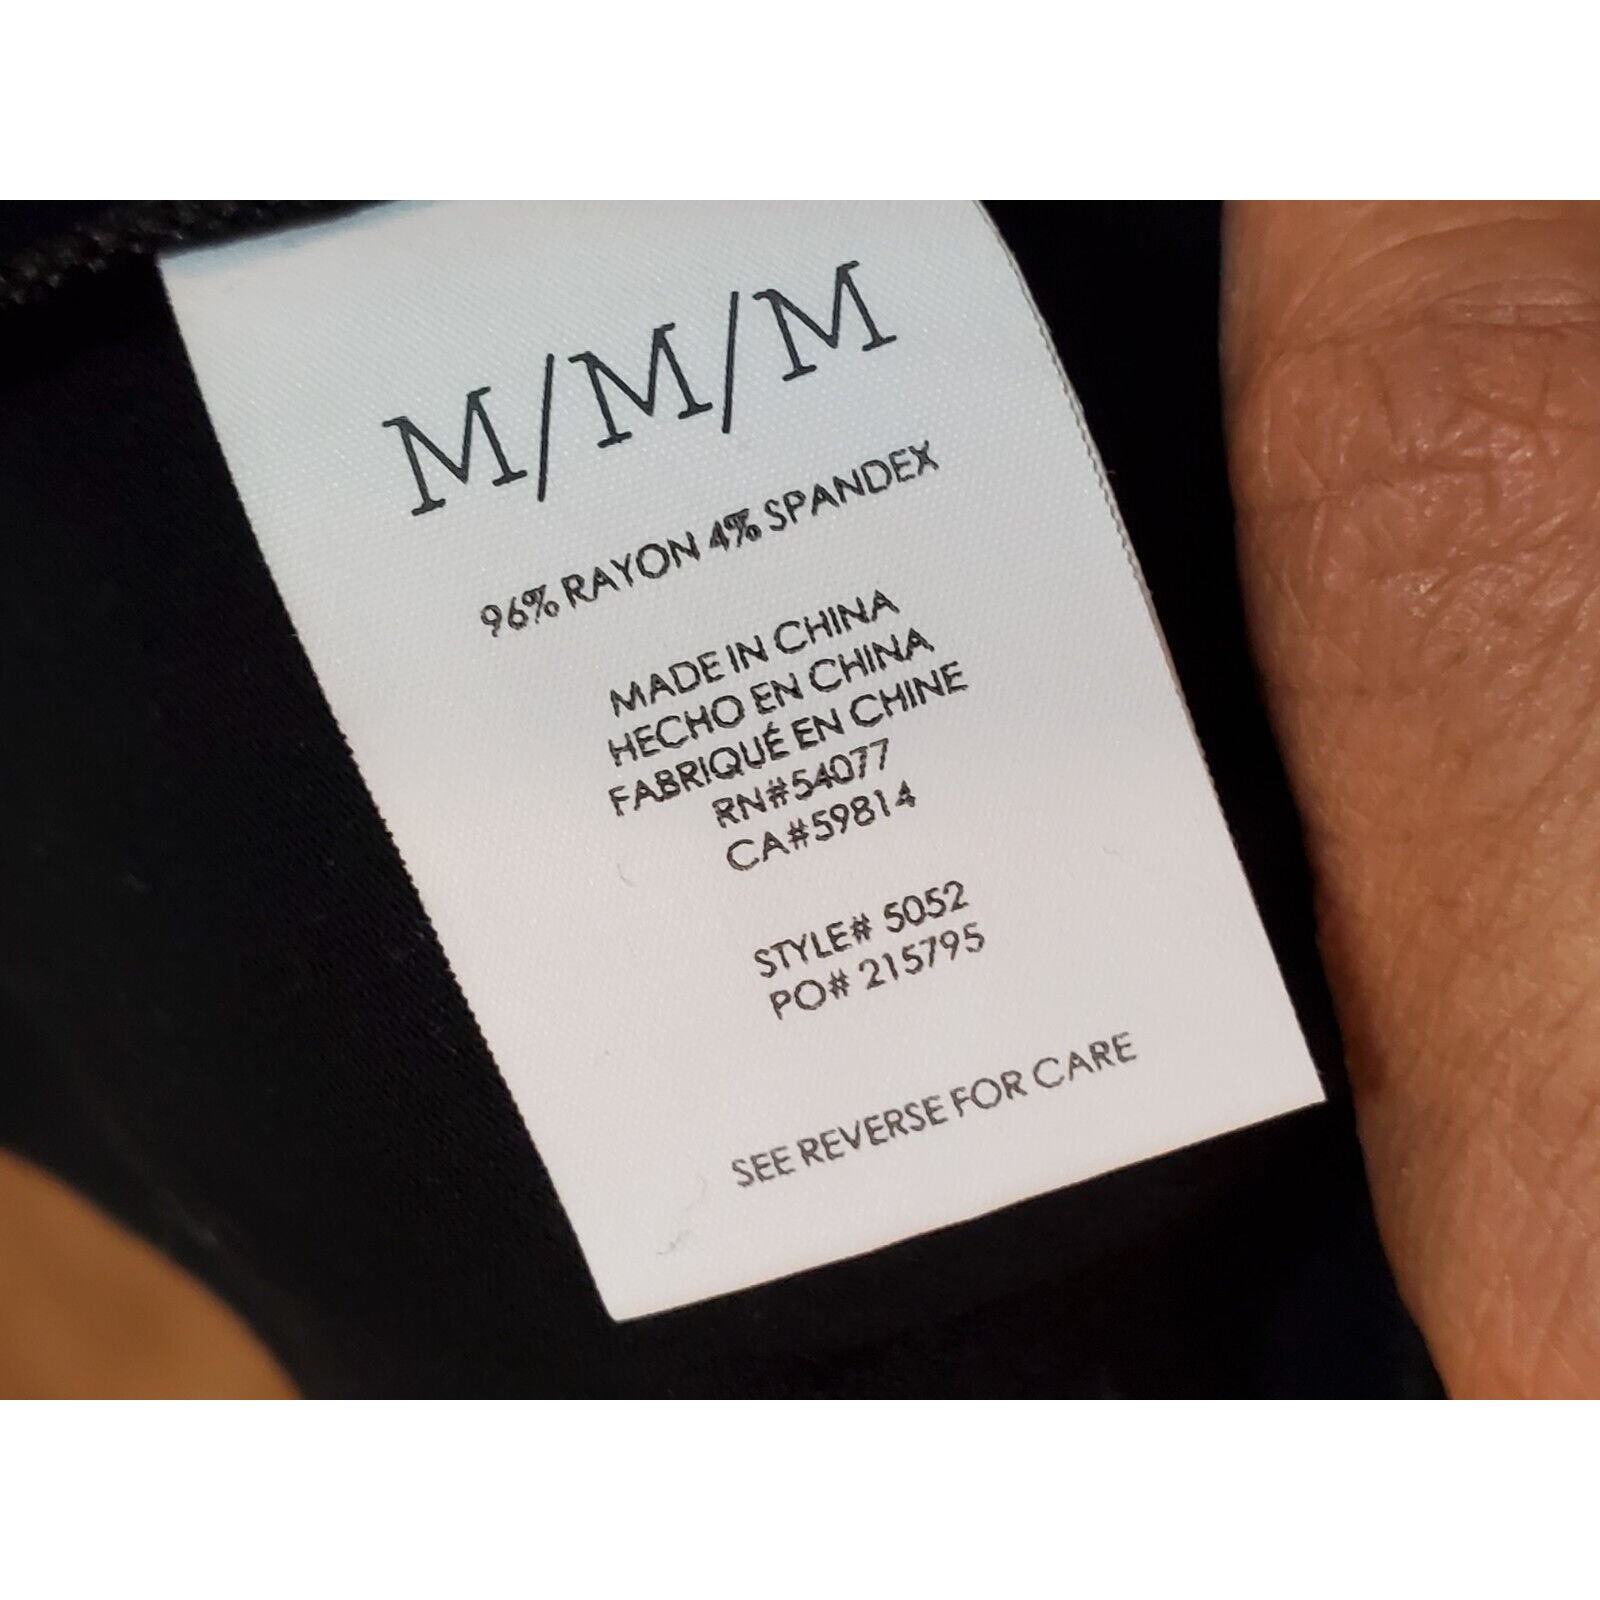 M/M/M
96% RAYON 4% SPANDEX
MADE IN CHINA
HECHO EN CHINA
FABRIQUÉ EN CHINE
RN#54077
CA#59814
STYLE# 5052
PO# 215795
SEE REVERSE FOR CARE